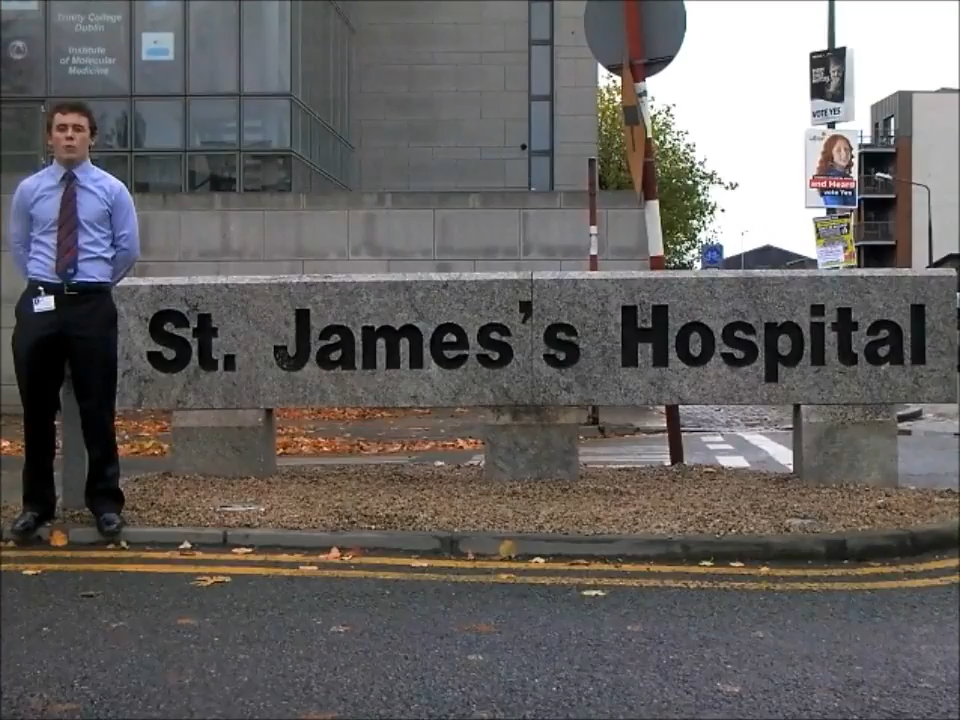 Trinity College
Dublin
Institute
of Molecular
Medicine
St. James's Hospital
VOTE YES
and Heard
vote Yes